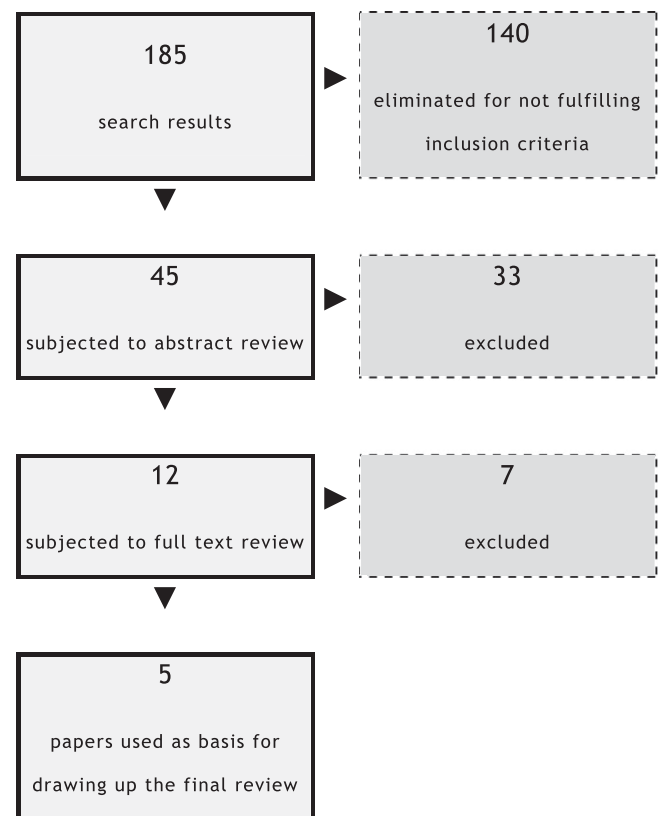 185
search results
140
eliminated for not fulfilling
inclusion criteria
45
subjected to abstract review
33
excluded
12
subjected to full text review
7
excluded
5
papers used as basis for
drawing up the final review